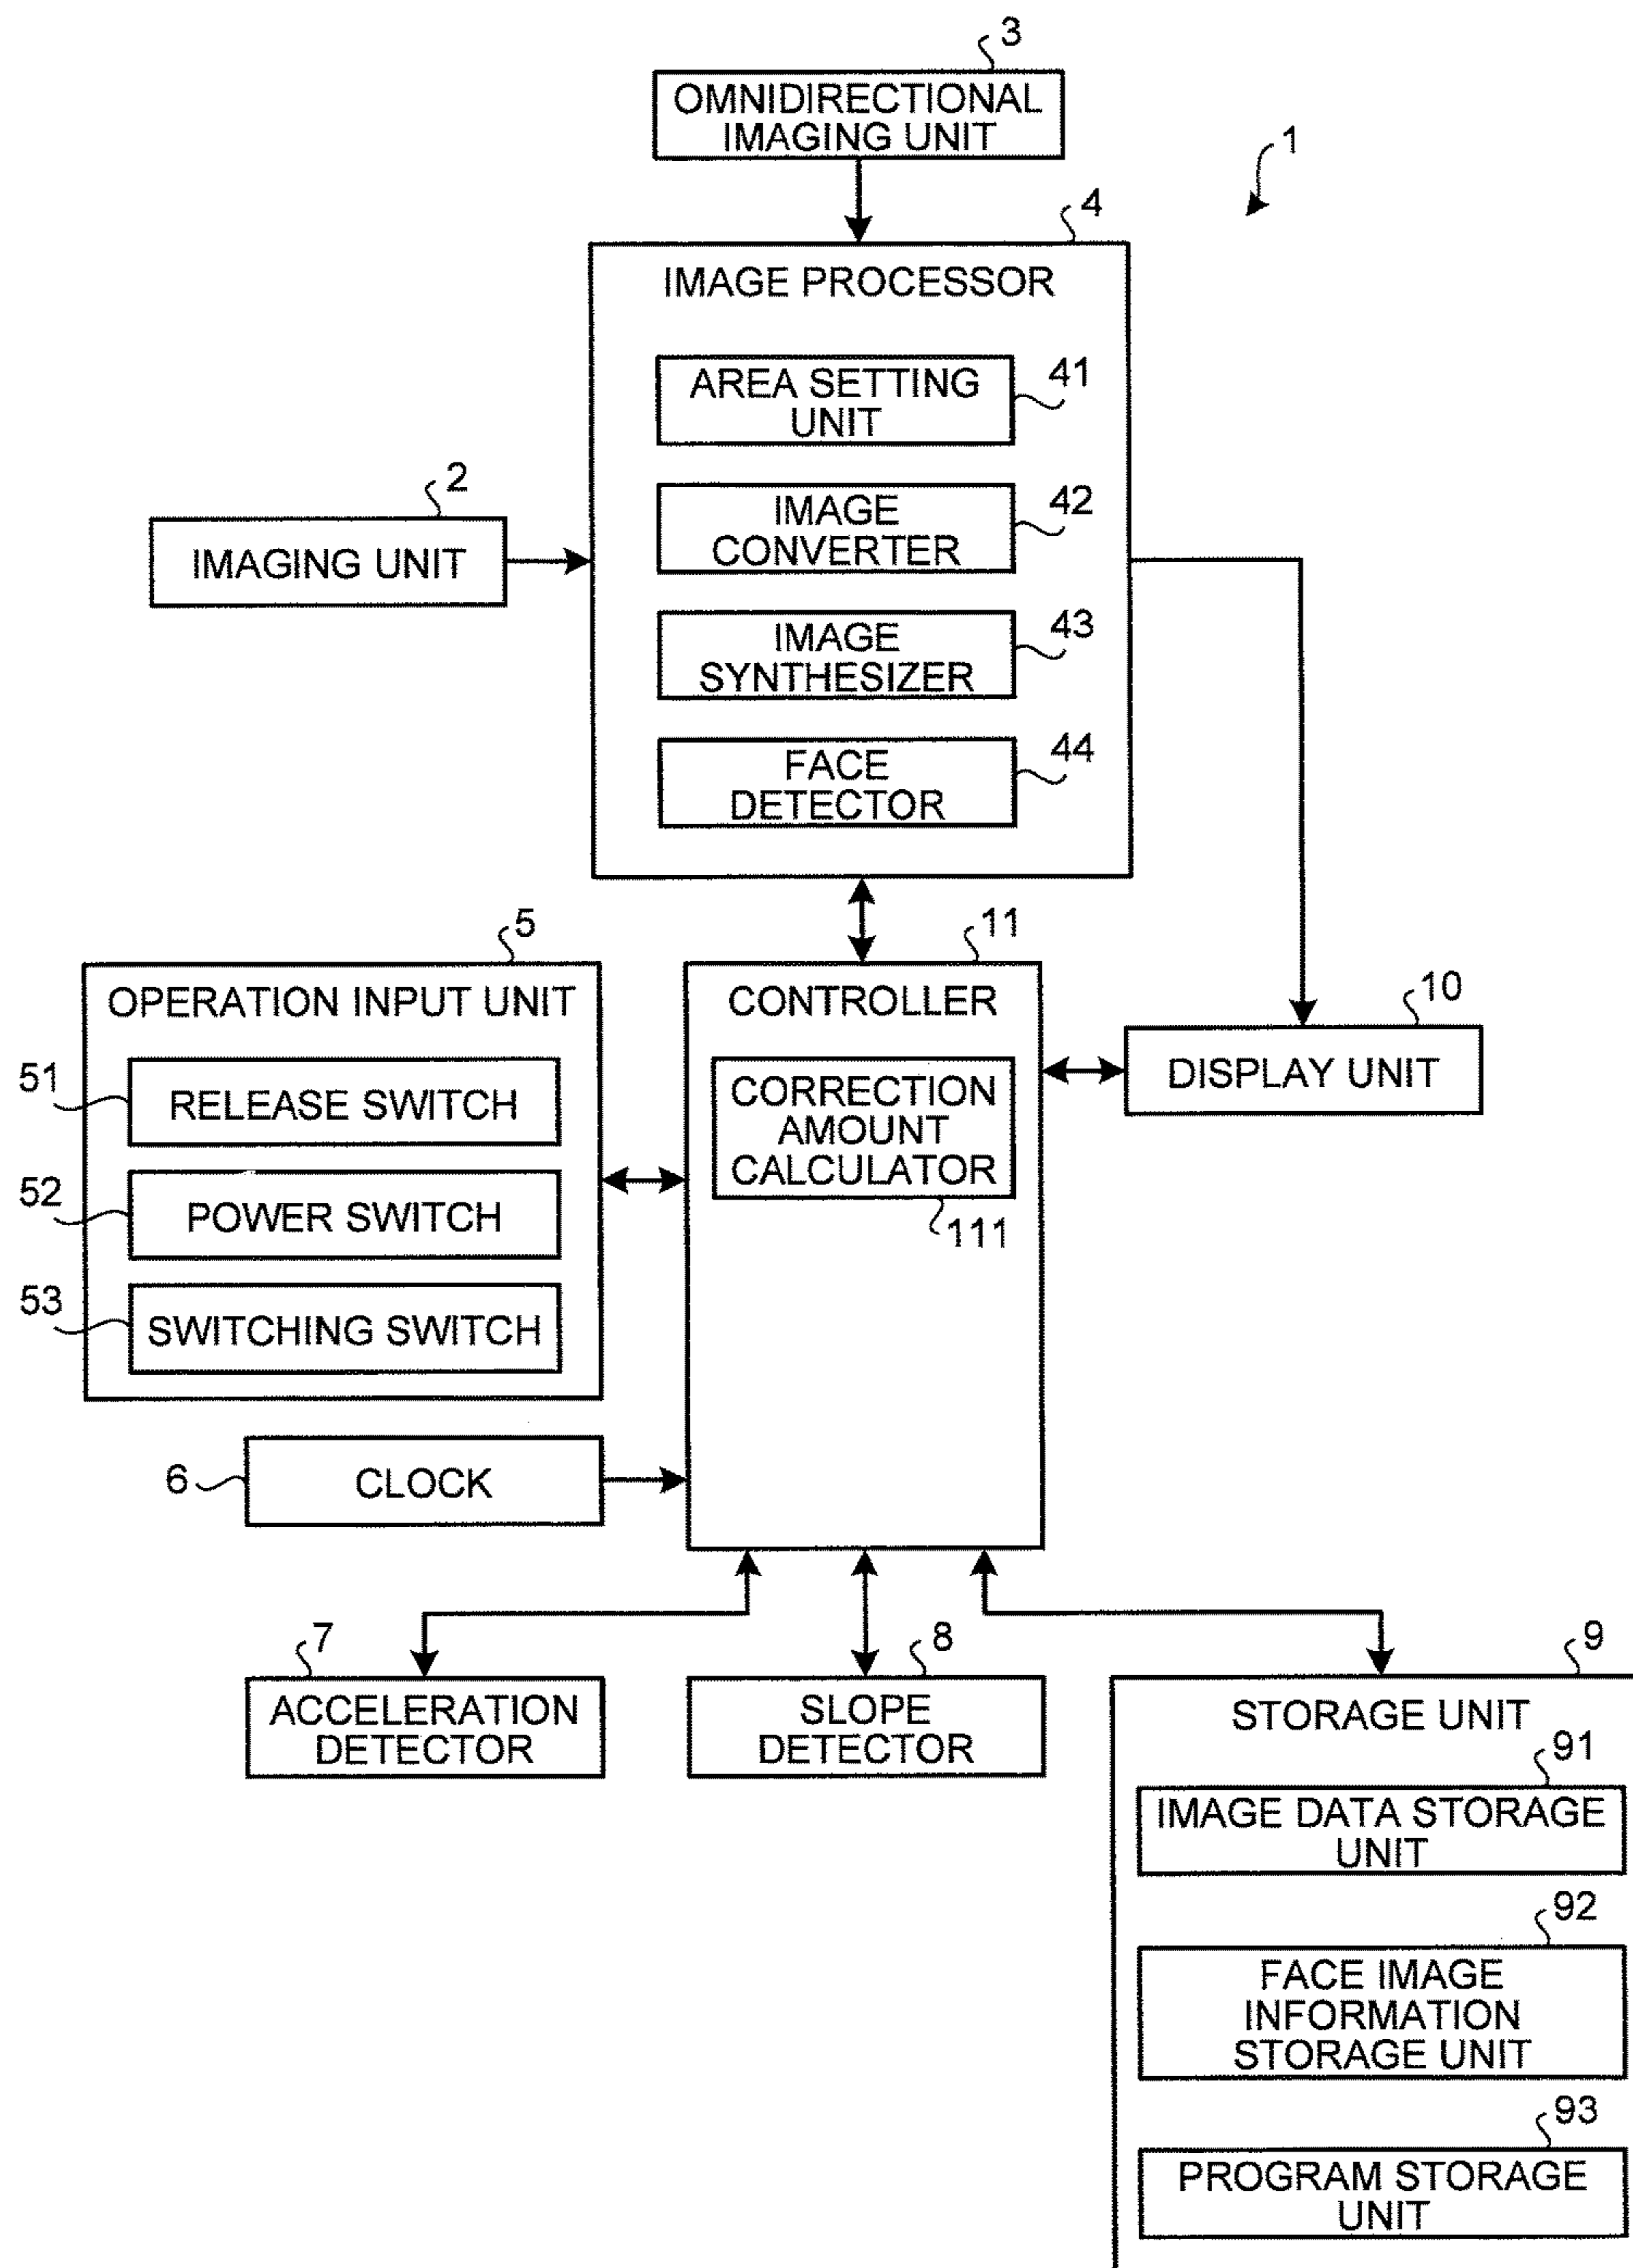 3
OMNIDIRECTIONAL
IMAGING UNIT
1
4
IMAGE PROCESSOR
AREA SETTING
UNIT
41
2
IMAGING UNIT
IMAGE
CONVERTER
42
IMAGE
SYNTHESIZER
43
FACE
DETECTOR
44
5
OPERATION INPUT UNIT
51
RELEASE SWITCH
52
POWER SWITCH
53
SWITCHING SWITCH
11
CONTROLLER
CORRECTION
AMOUNT
CALCULATOR
111
10
DISPLAY UNIT
6
CLOCK
7
ACCELERATION
DETECTOR
8
SLOPE
DETECTOR
9
STORAGE UNIT
91
IMAGE DATA STORAGE
UNIT
92
FACE IMAGE
INFORMATION
STORAGE UNIT
93
PROGRAM STORAGE
UNIT